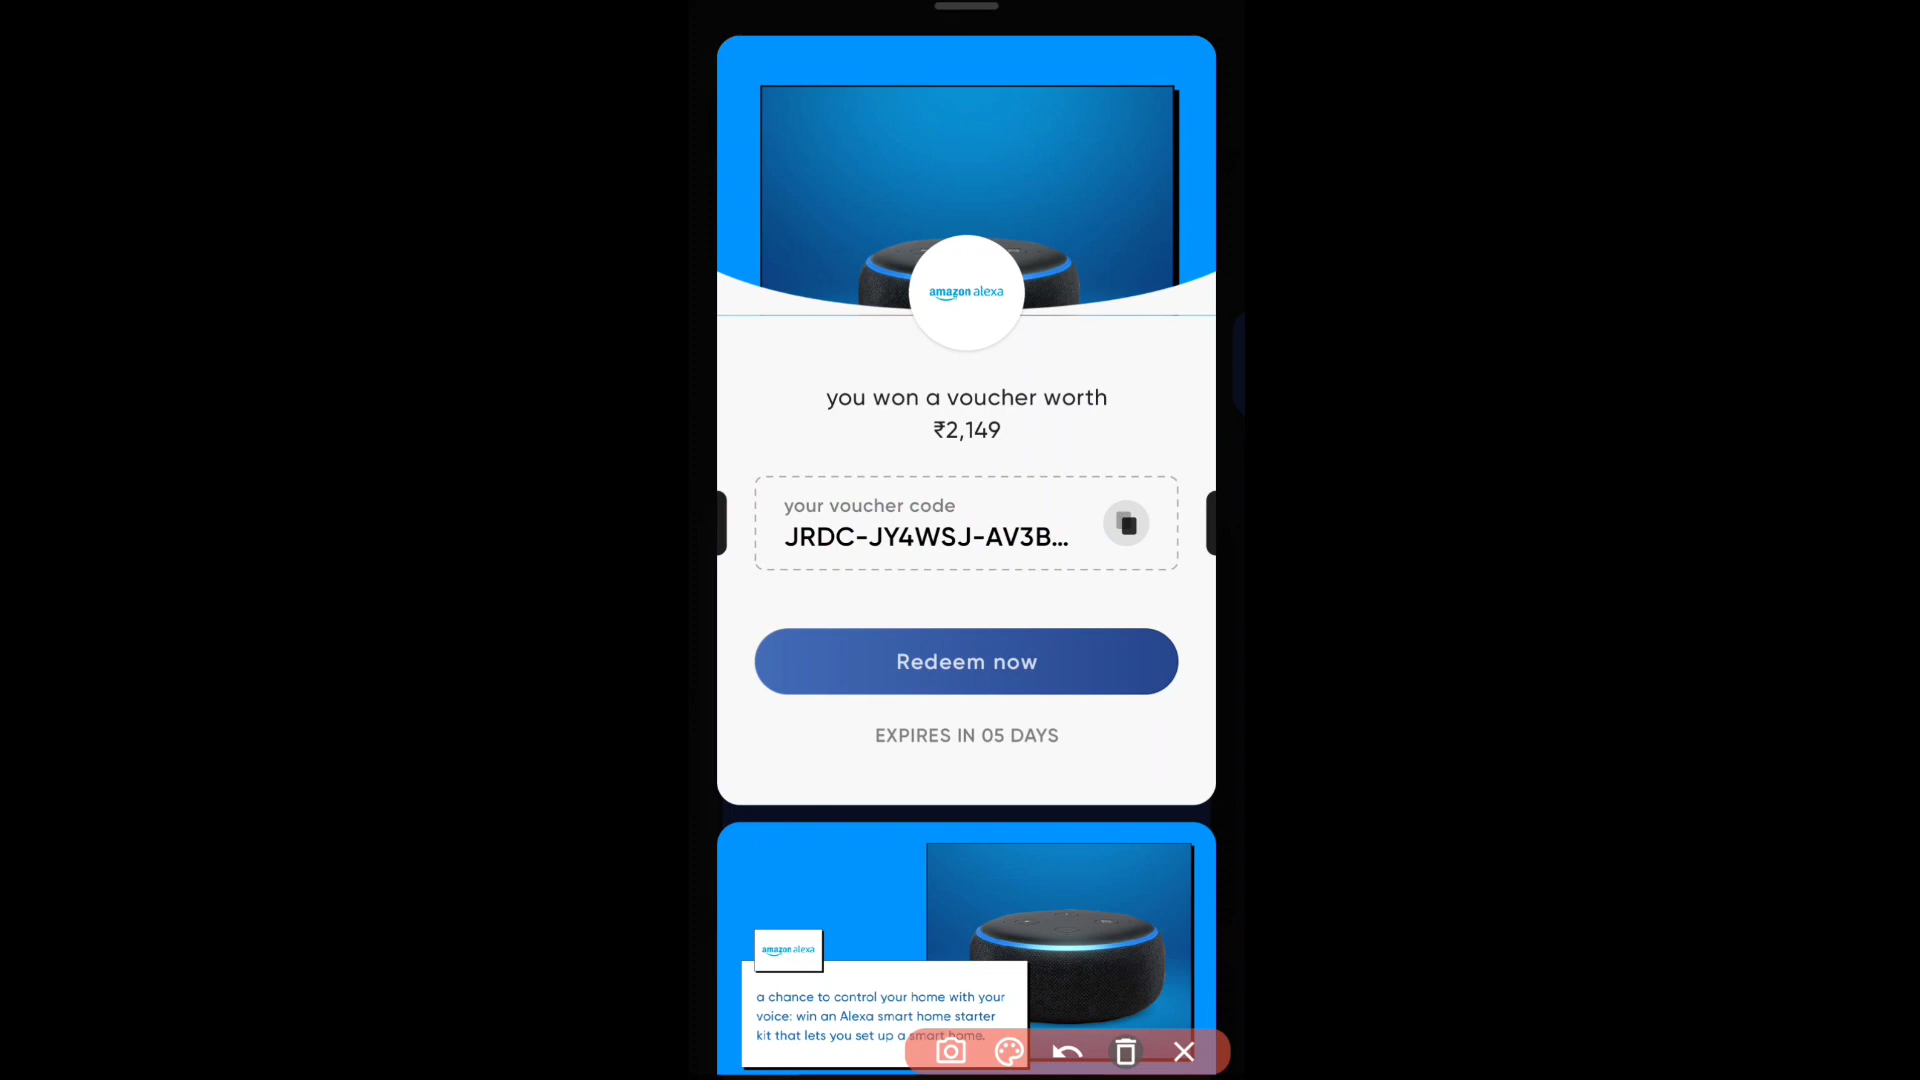 amazon alexa
you won a voucher worth
₹2,149
your voucher code
JRDC-JY4WSJ-AV3B...
Redeem now
EXPIRES IN 05 DAYS
amazon alexa
a chance to control your home with your
voice: win an Alexa smart home starter
kit that lets you set up a smart home.